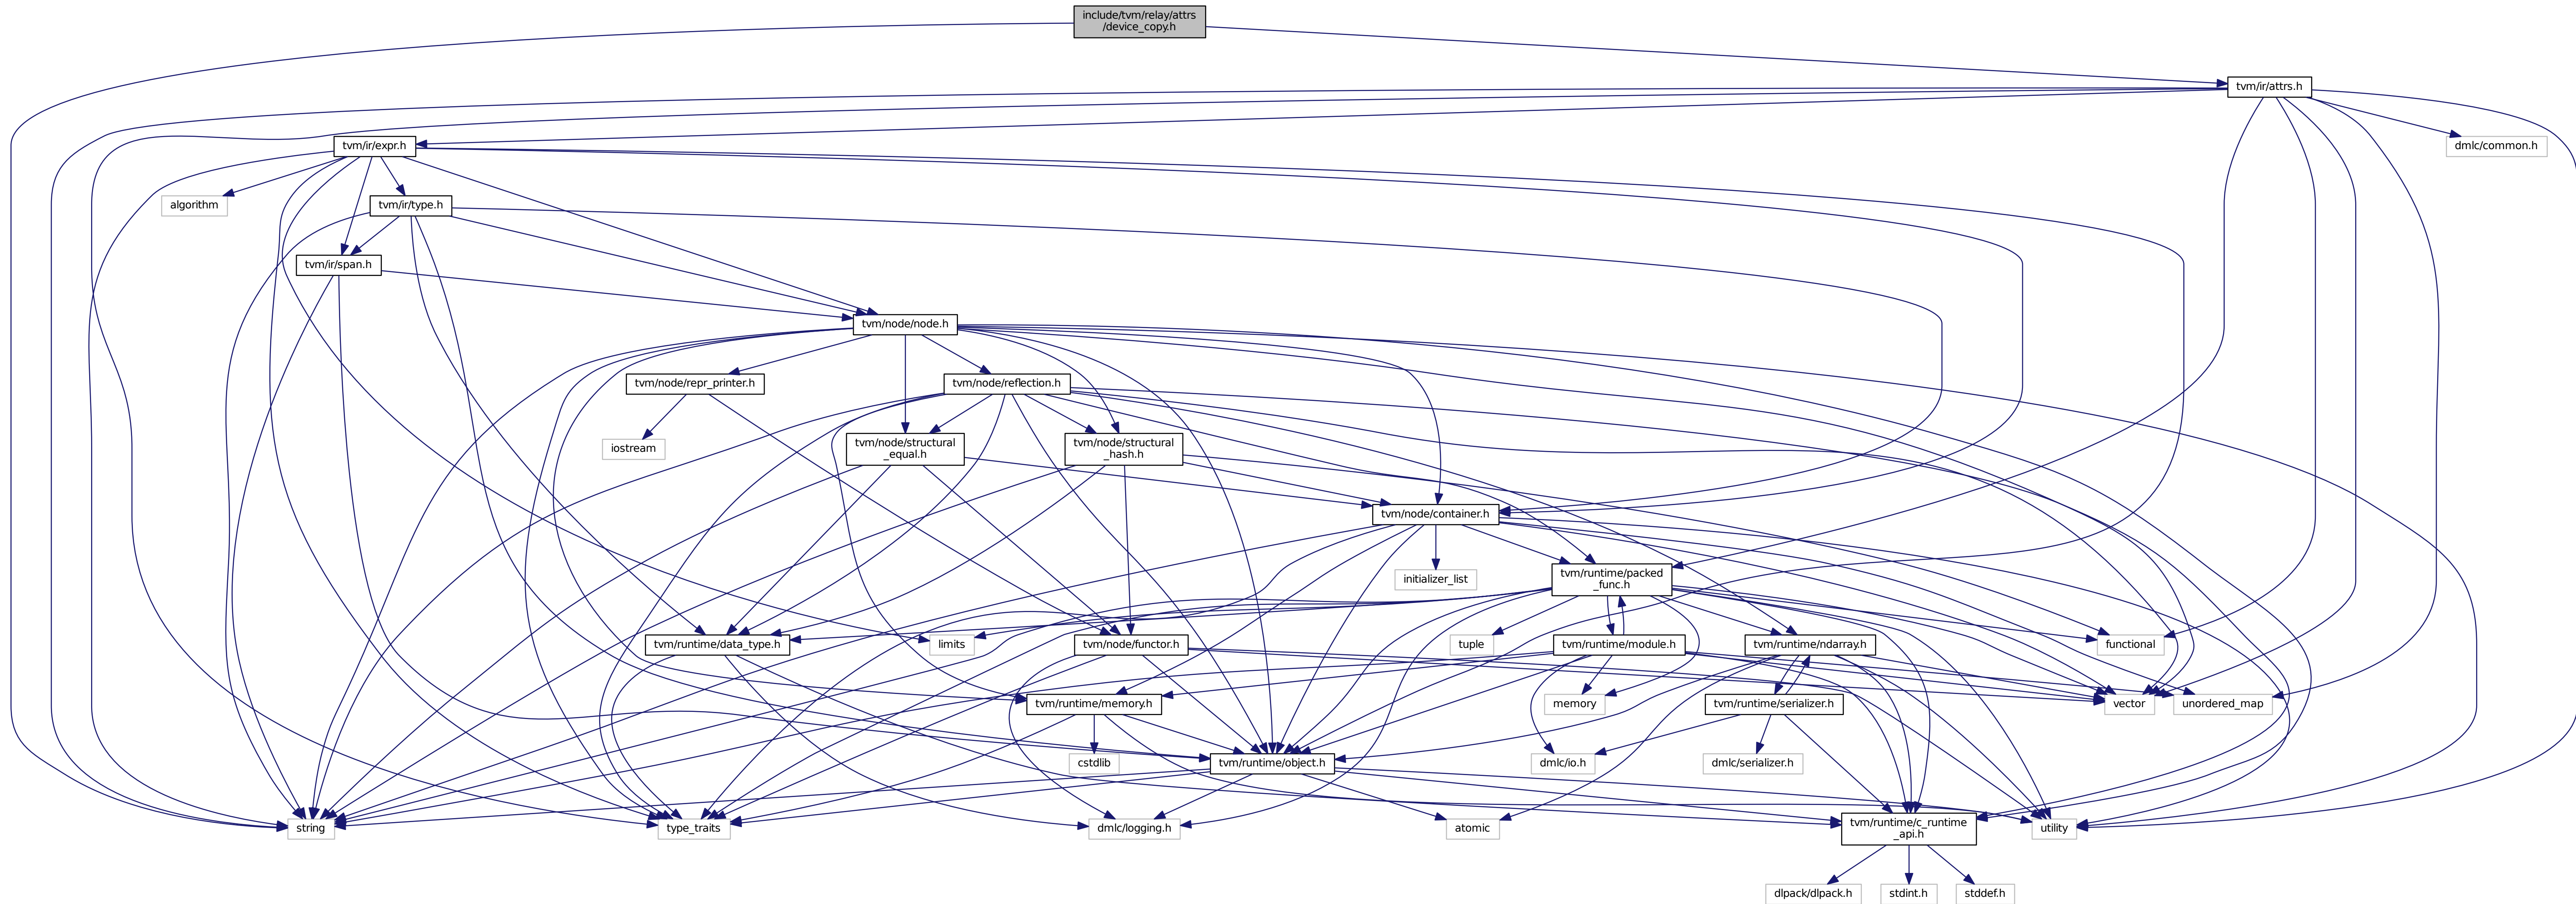 include/tvm/relay/attrs
/device_copy.h
tvm/ir/attrs.h
tvm/ir/expr.h
dmlc/common.h
algorithm
tvm/ir/type.h
tvm/ir/span.h
tvm/node/node.h
tvm/node/repr_printer.h
tvm/node/reflection.h
iostream
tvm/node/structural
_equal.h
tvm/node/structural
_hash.h
tvm/node/container.h
initializer_list
tvm/runtime/packed
_func.h
tvm/runtime/data_type.h
limits
tvm/node/functor.h
tuple
tvm/runtime/module.h
tvm/runtime/ndarray.h
functional
tvm/runtime/memory.h
memory
tvm/runtime/serializer.h
vector
unordered_map
cstdlib
tvm/runtime/object.h
dmlc/io.h
dmlc/serializer.h
string
type_traits
dmlc/logging.h
atomic
tvm/runtime/c_runtime
_api.h
utility
dlpack/dlpack.h
stdint.h
stddef.h